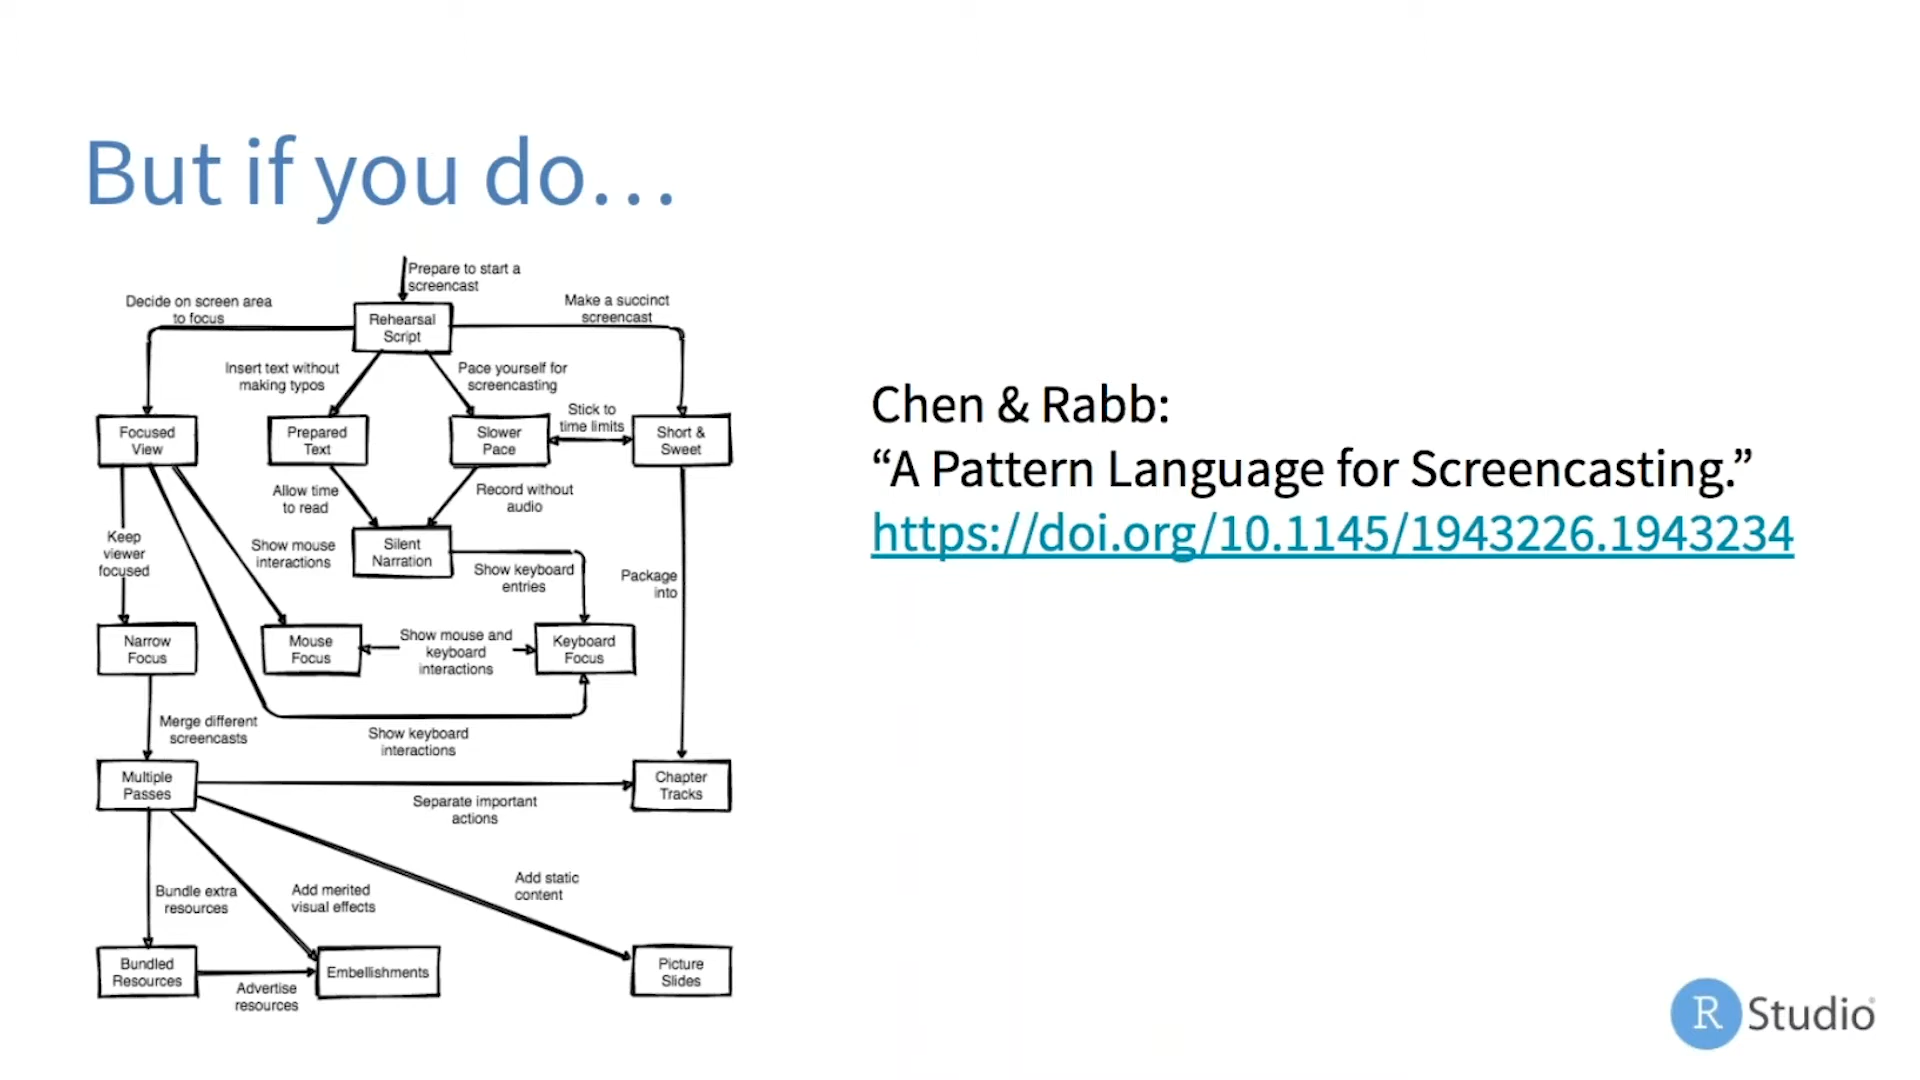 But if you do…
Prepare to start a
screencast
Decide on screen area
to focus
Make a succinct
screencast
Rehearsal
Script
Insert text without
making typos
Pace yourself for
screencasting
Stick to
time limits
Focused
View
Prepared
Text
Slower
Pace
Short &
Sweet
Allow time
to read
Record without
audio
Keep
viewer
focused
Show mouse
interactions
Silent
Narration
Show keyboard
entries
Package
into
Narrow
Focus
Mouse
Focus
Show mouse and
keyboard
interactions
Keyboard
Focus
Merge different
screencasts
Show keyboard
interactions
Multiple
Passes
Separate important
actions
Chapter
Tracks
Bundle extra
resources
Add merited
visual effects
Add static
content
Bundled
Resources
Advertise
resources
Embellishments
Picture
Slides
Chen & Rabb:
“A Pattern Language for Screencasting.”
https://doi.org/10.1145/1943226.1943234
R Studio®